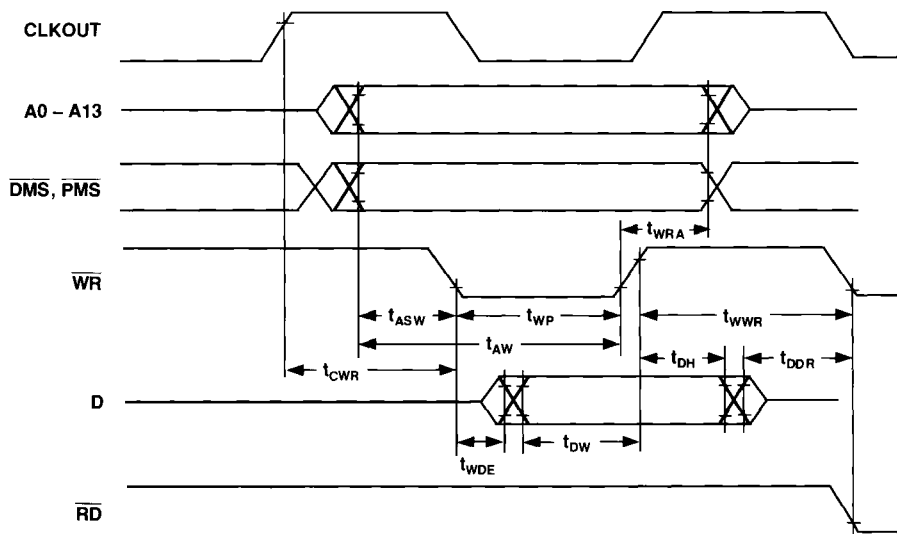 CLKOUT
A0 – A13
DMS, PMS
tWRA
WR
tASW
tWP
tWWR
tAW
tDH
tDDR
tCWR
D
tDW
tWDE
RD